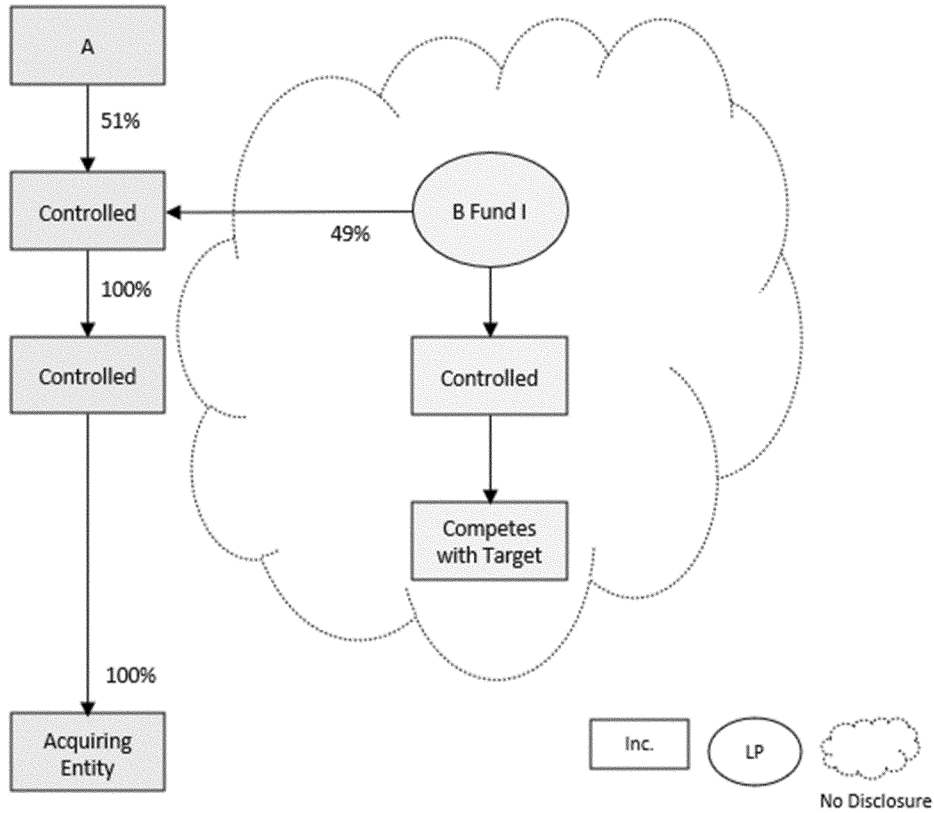 A
51%
Controlled
B Fund I
49%
100%
Controlled
Controlled
Competes
with Target
100%
Acquiring
Entity
Inc.
LP
No Disclosure